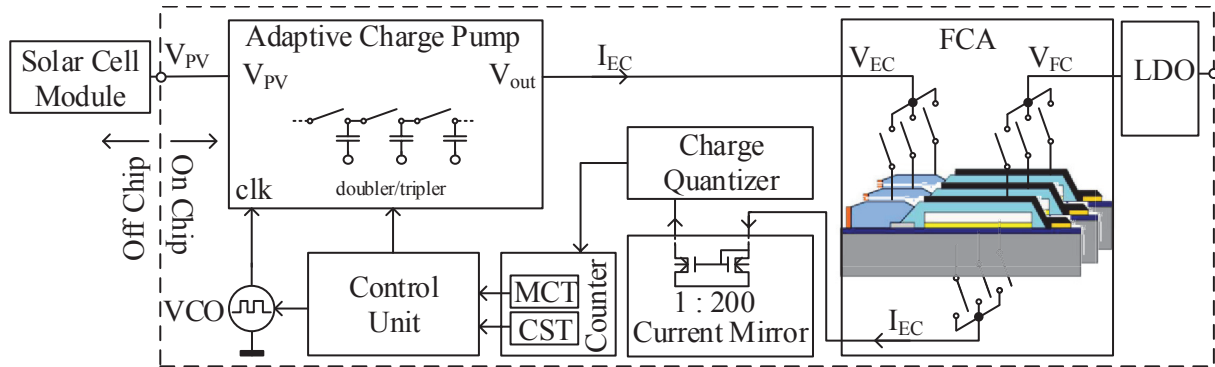 Solar Cell
Module
V_PV
Off Chip
On Chip
Adaptive Charge Pump
V_PV
V_out
clk
doubler/tripler
I_EC
VCO
Control
Unit
MCT
CST
Counter
Charge
Quantizer
1 : 200
Current Mirror
FCA
V_EC
V_FC
I_EC
LDO